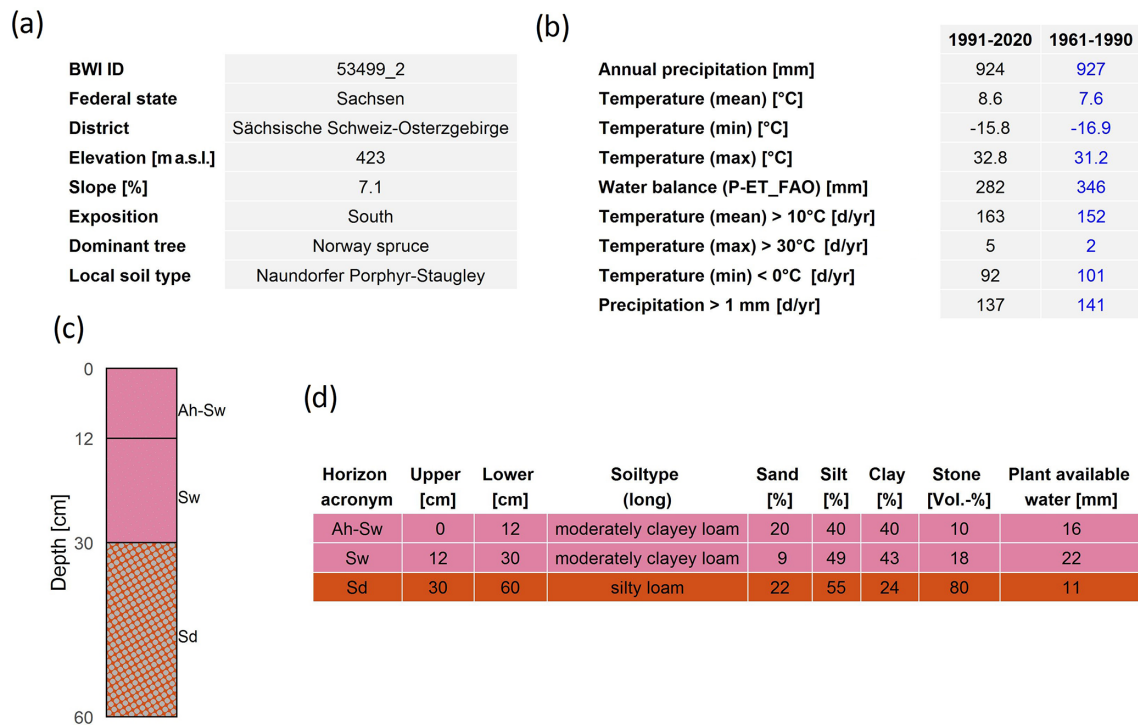 (a)
BWI ID 53499_2
Federal state Sachsen
District Sächsische Schweiz-Osterzgebirge
Elevation [m a.s.l.] 423
Slope [%] 7.1
Exposition South
Dominant tree Norway spruce
Local soil type Naundorfer Porphyr-Staugley
(b)
1991-2020 1961-1990
Annual precipitation [mm] 924 927
Temperature (mean) [°C] 8.6 7.6
Temperature (min) [°C] -15.8 -16.9
Temperature (max) [°C] 32.8 31.2
Water balance (P-ET_FAO) [mm] 282 346
Temperature (mean) > 10°C [d/yr] 163 152
Temperature (max) > 30°C [d/yr] 5 2
Temperature (min) < 0°C [d/yr] 92 101
Precipitation > 1 mm [d/yr] 137 141
(c)
Depth [cm]
0
Ah-Sw
12
Sw
30
Sd
60
(d)
Horizon Upper Lower Soiltype Sand Silt Clay Stone Plant available
acronym [cm] [cm] (long) [%] [%] [%] [Vol.-%] water [mm]
Ah-Sw 0 12 moderately clayey loam 20 40 40 10 16
Sw 12 30 moderately clayey loam 9 49 43 18 22
Sd 30 60 silty loam 22 55 24 80 11